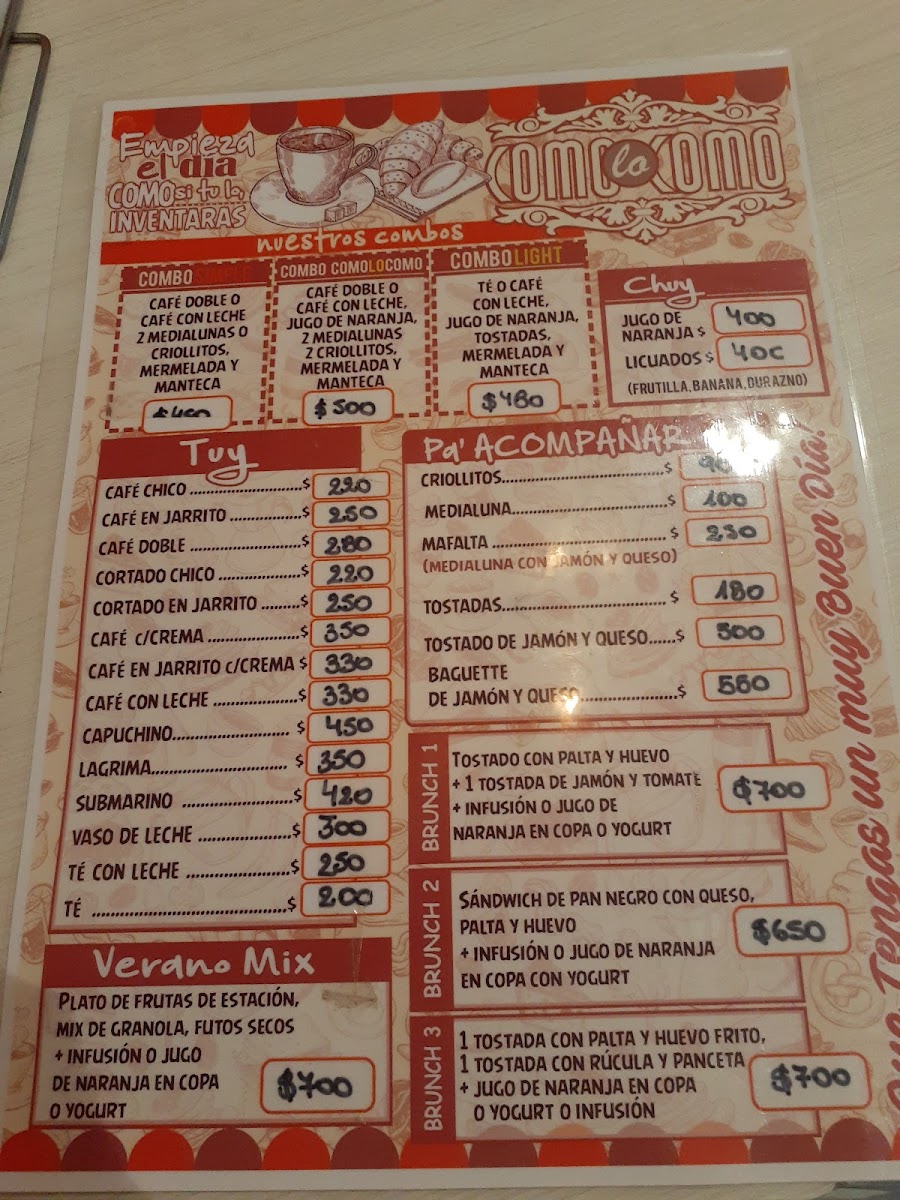 Empieza
el día
COMO si tu lo
INVENTARAS
COMO lo COMO
nuestros combos
COMBO SIMPLE
CAFÉ DOBLE O
CAFÉ CON LECHE
2 MEDIALUNAS O
CRIOLLITOS,
MERMELADA Y
MANTECA
COMBO COMOLOCOMO
CAFÉ DOBLE O
CAFÉ CON LECHE,
JUGO DE NARANJA,
2 MEDIALUNAS
2 CRIOLLITOS,
MERMELADA Y
MANTECA
$500
COMBO LIGHT
TÉ O CAFÉ
CON LECHE,
JUGO DE NARANJA,
TOSTADAS,
MERMELADA Y
MANTECA
$480
Chuy
JUGO DE
NARANJA $ 400
LICUADOS $ 400
(FRUTILLA, BANANA, DURAZNO)
Tuy
CAFÉ CHICO ............................$ 220
CAFÉ EN JARRITO ...................$ 250
CAFÉ DOBLE .............................$ 280
CORTADO CHICO .....................$ 220
CORTADO EN JARRITO .........$ 250
CAFÉ C/CREMA .......................$ 350
CAFÉ EN JARRITO C/CREMA $ 330
CAFÉ CON LECHE .....................$ 330
CAPUCHINO............................ $ 450
LAGRIMA................................ $ 350
SUBMARINO ..........................$ 420
VASO DE LECHE ......................$ 300
TÉ CON LECHE ........................$ 250
TÉ .......................................$ 200
Pa' ACOMPAÑAR
CRIOLLITOS.....................................$
MEDIALUNA....................................$ 100
MAFALTA ........................................ $ 230
(MEDIALUNA CON JAMÓN Y QUESO)
TOSTADAS...................................... $ 180
TOSTADO DE JAMÓN Y QUESO......$ 500
BAGUETTE
DE JAMÓN Y QUESO.......................$ 560
BRUNCH 1
TOSTADO CON PALTA Y HUEVO
+ 1 TOSTADA DE JAMÓN Y TOMATE
+ INFUSIÓN O JUGO DE
NARANJA EN COPA O YOGURT
$700
BRUNCH 2
SÁNDWICH DE PAN NEGRO CON QUESO,
PALTA Y HUEVO
+ INFUSIÓN O JUGO DE NARANJA
EN COPA CON YOGURT
$650
BRUNCH 3
1 TOSTADA CON PALTA Y HUEVO FRITO,
1 TOSTADA CON RÚCULA Y PANCETA
+ JUGO DE NARANJA EN COPA
O YOGURT O INFUSIÓN
$700
Verano Mix
PLATO DE FRUTAS DE ESTACIÓN,
MIX DE GRANOLA, FUTOS SECOS
+ INFUSIÓN O JUGO
DE NARANJA EN COPA
O YOGURT
$700
que Tengas un muy Buen Día!